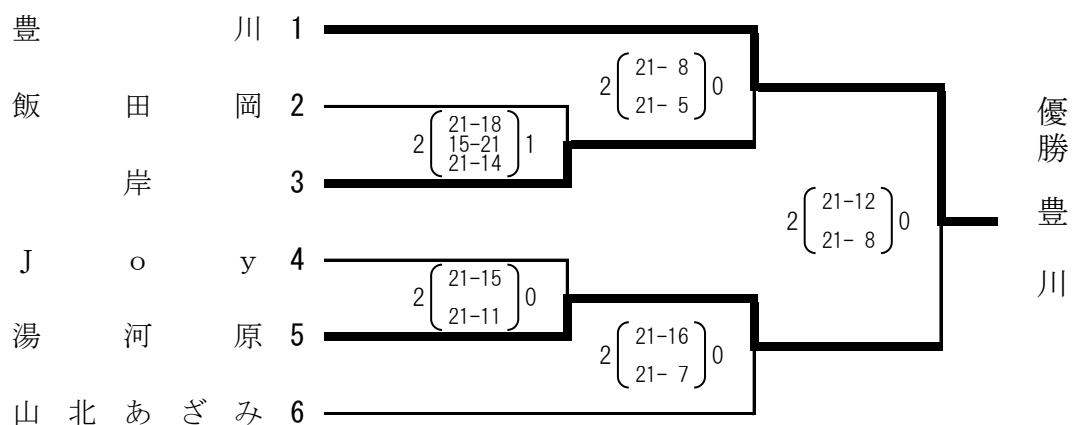 豊川 1
飯田岡 2
岸 3
Joy 4
湯河原 5
山北あざみ 6
2 21-18 1
15-21
21-14
2 21-15 0
21-11
2 21- 8 0
21- 5
2 21-16 0
21- 7
2 21-12 0
21- 8
優勝 豊川